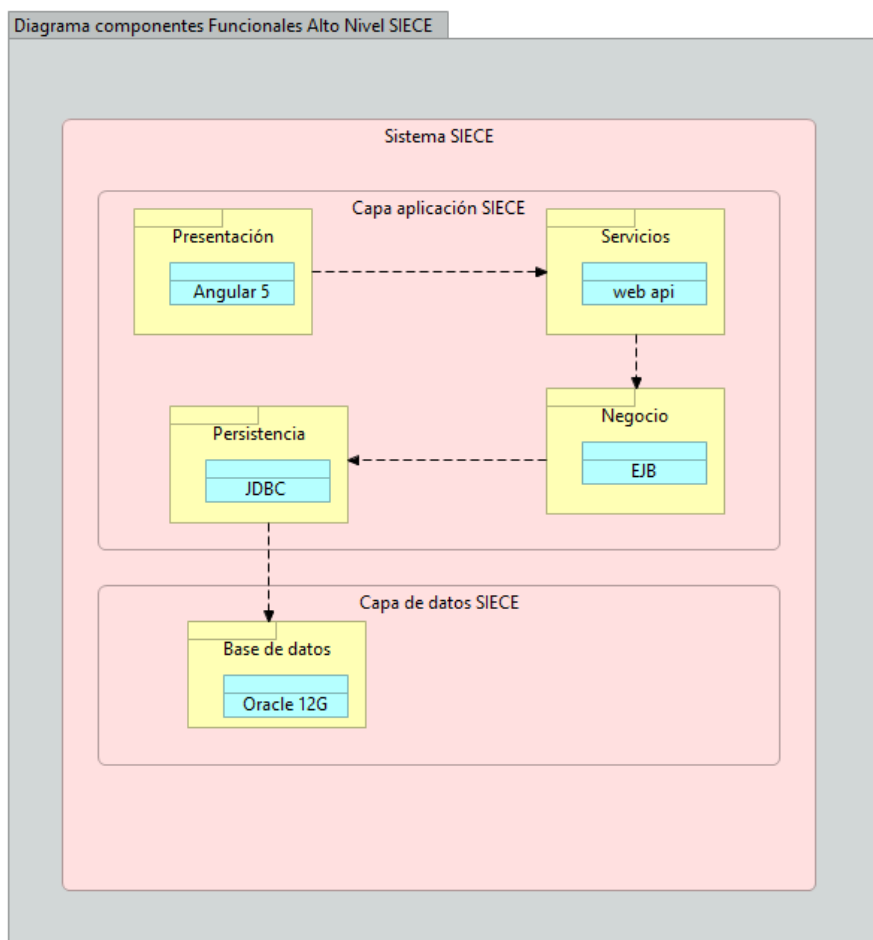 Diagrama componentes Funcionales Alto Nivel SIECE
Sistema SIECE
Capa aplicación SIECE
Presentación
Angular 5
Servicios
web api
Persistencia
JDBC
Negocio
EJB
Capa de datos SIECE
Base de datos
Oracle 12G